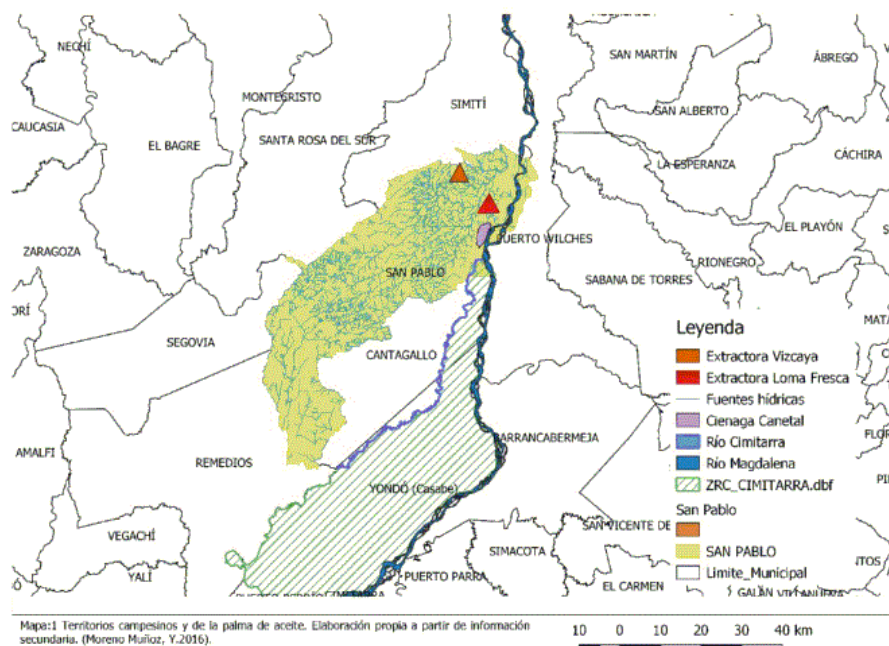 SAN MARTÍN
ÁBREGO
NECHÍ
MONTECRISTO
SIMITÍ
SAN ALBERTO
CAUCASIA
EL BAGRE
SANTA ROSA DEL SUR
LA ESPERANZA
CÁCHIRA
EL PLAYÓN
ZARAGOZA
PUERTO WILCHES
RIONEGRO
SAN PABLO
SABANA DE TORRES
SEGOVIA
CANTAGALLO
AMALFI
REMEDIOS
BARRANCABERMEJA
YONDÓ (Casabe)
VEGACHÍ
SAN VICENTE DE
SIMACOTA
YALÍ
PUERTO PARRA
EL CARMEN
CIMITARRA
GALÁN
VILLANUEVA
Leyenda
Extractora Vizcaya
Extractora Loma Fresca
Fuentes hídricas
Cienaga Canetal
Río Cimitarra
Río Magdalena
ZRC_CIMITARRA.dbf
San Pablo
SAN PABLO
Limite_Municipal
Mapa:1 Territorios campesinos y de la palma de aceite. Elaboración propia a partir de información
secundaria. (Moreno Muñoz, Y.2016).
10 0 10 20 30 40 km